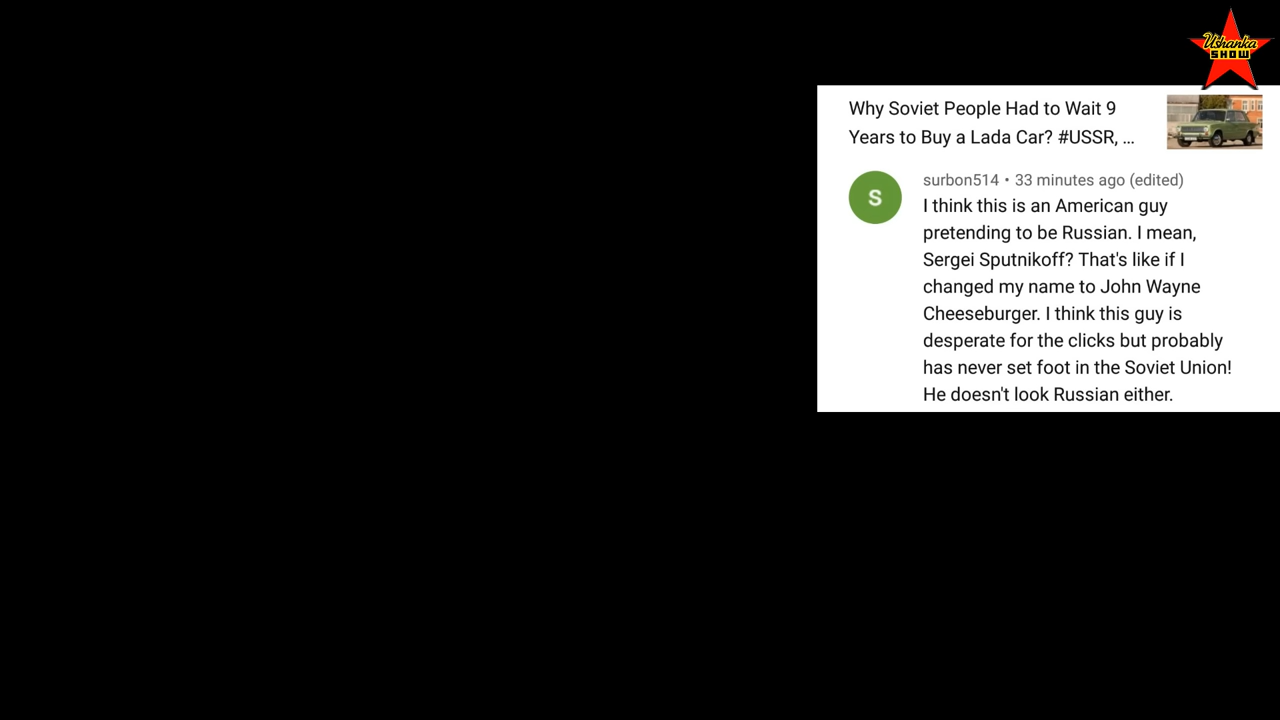 Ushanka
SHOW
Why Soviet People Had to Wait 9
Years to Buy a Lada Car? #USSR, ...
S
surbon514 • 33 minutes ago (edited)
I think this is an American guy
pretending to be Russian. I mean,
Sergei Sputnikoff? That's like if I
changed my name to John Wayne
Cheeseburger. I think this guy is
desperate for the clicks but probably
has never set foot in the Soviet Union!
He doesn't look Russian either.